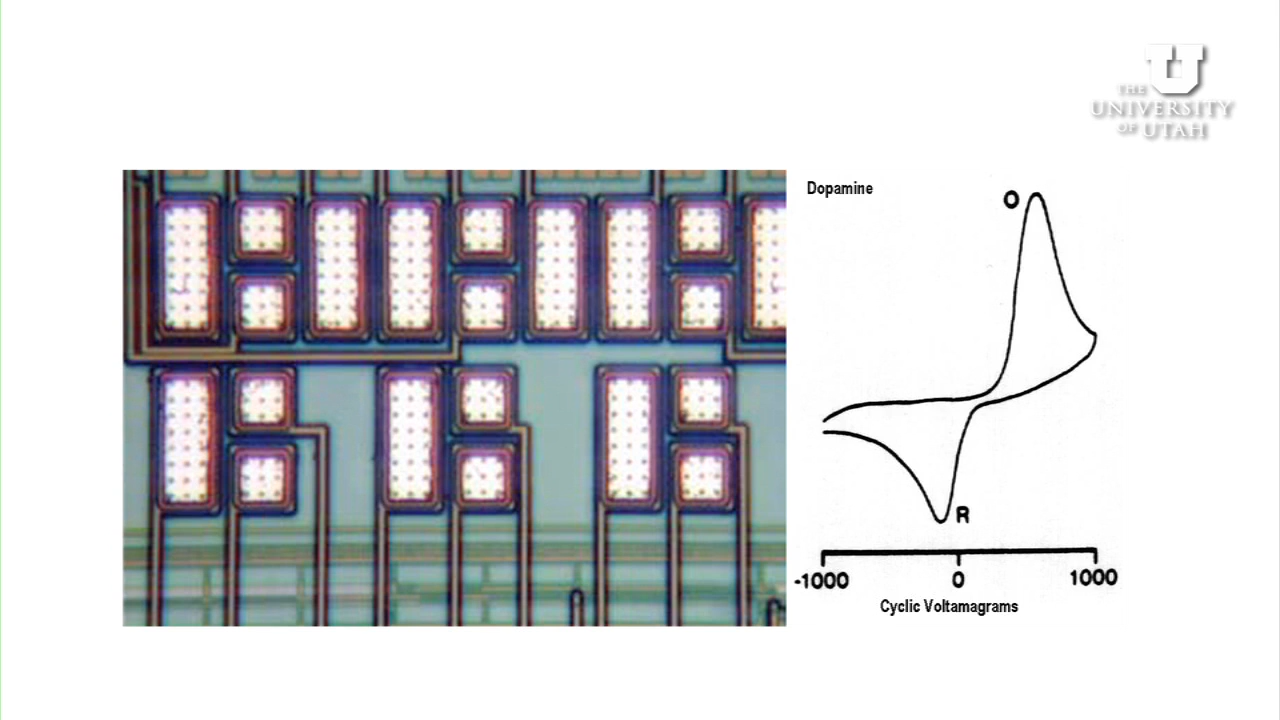 THE
UNIVERSITY
OF UTAH
Dopamine
O
R
-1000 0 1000
Cyclic Voltamagrams